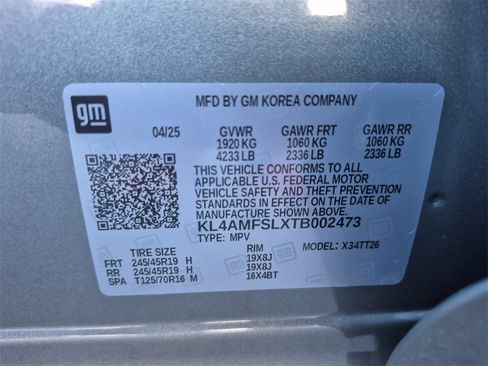 gm
MFD BY GM KOREA COMPANY
04/25 GVWR GAWR FRT GAWR RR
1920 KG 1060 KG 1060 KG
4233 LB 2336 LB 2336 LB
THIS VEHICLE CONFORMS TO ALL
APPLICABLE U.S. FEDERAL MOTOR
VEHICLE SAFETY AND THEFT PREVENTION
STANDARDS IN EFFECT ON THE DATE OF
MANUFACTURE SHOWN ABOVE.
KL4AMFSLXTB002473
TYPE: MPV MODEL: X34TT26
TIRE SIZE RIM
FRT 245/45R19 H 19X8J
RR 245/45R19 H 19X8J
SPA T125/70R16 M 16X4BT